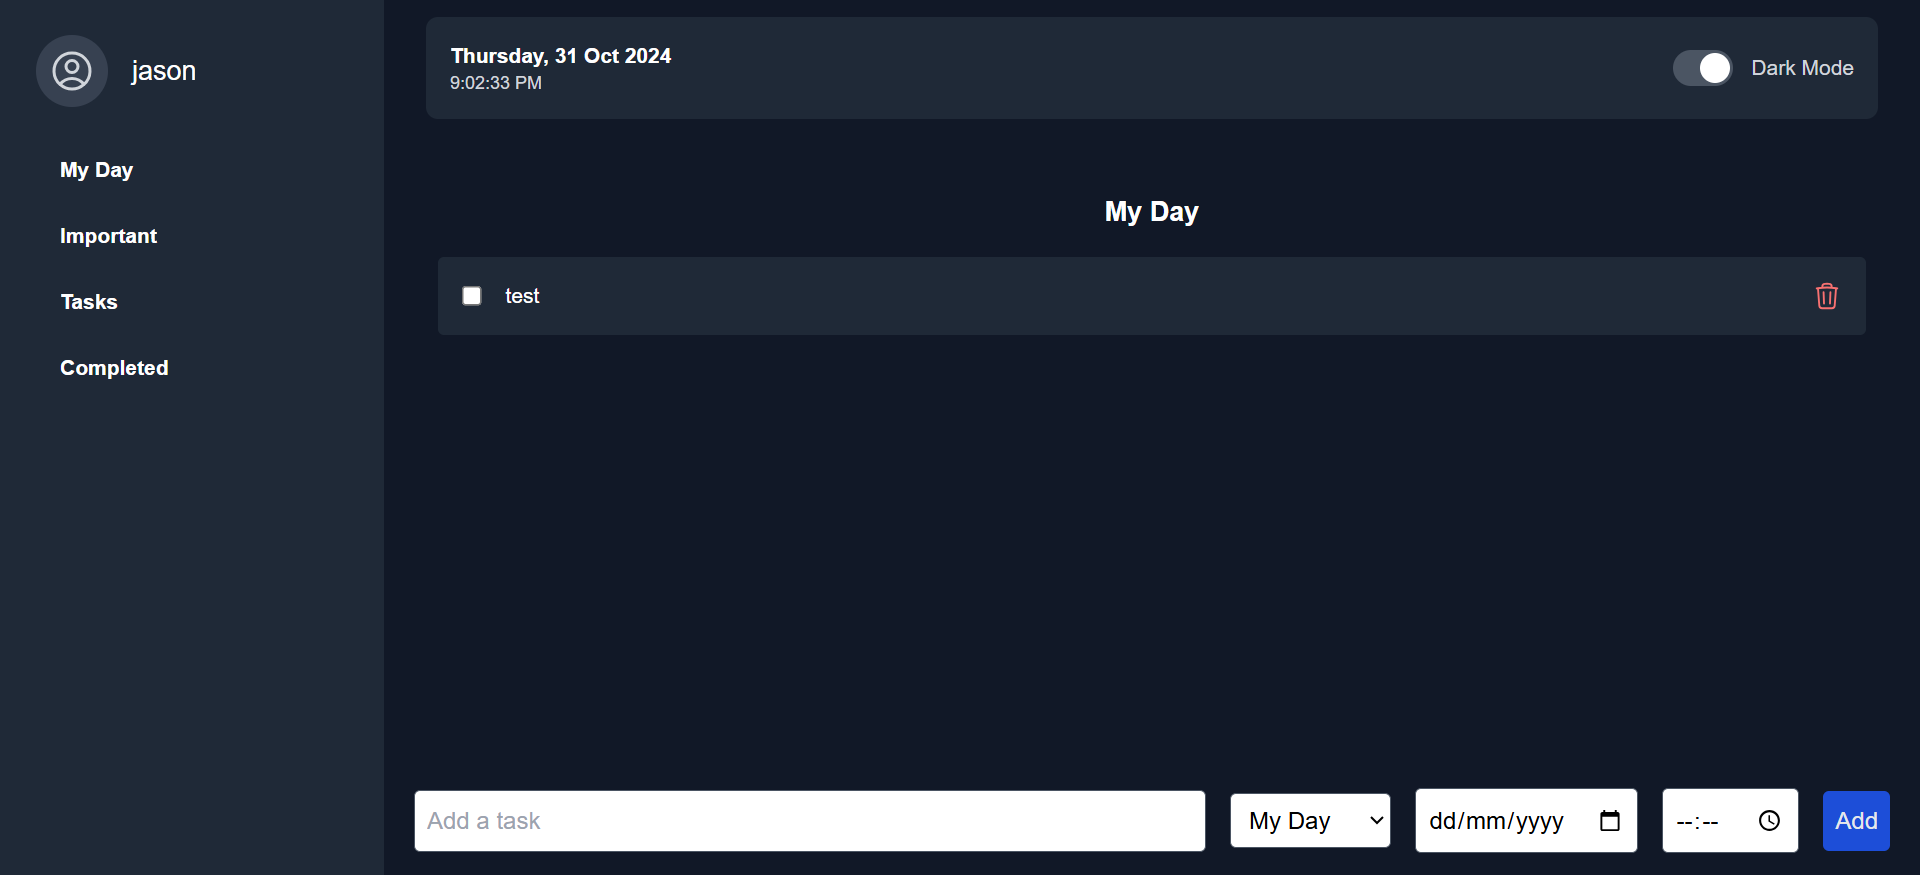 jason
My Day
Important
Tasks
Completed
Thursday, 31 Oct 2024
9:02:33 PM
Dark Mode
My Day
test
Add a task
My Day
dd/mm/yyyy
--:--
Add